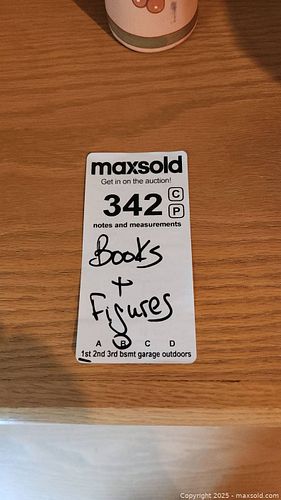 maxsold
Get in on the auction!
342 C
P
notes and measurements
Books
+
Figures
A B C D
1st 2nd 3rd bsmt garage outdoors
Copyright © 2025 - maxsold.com